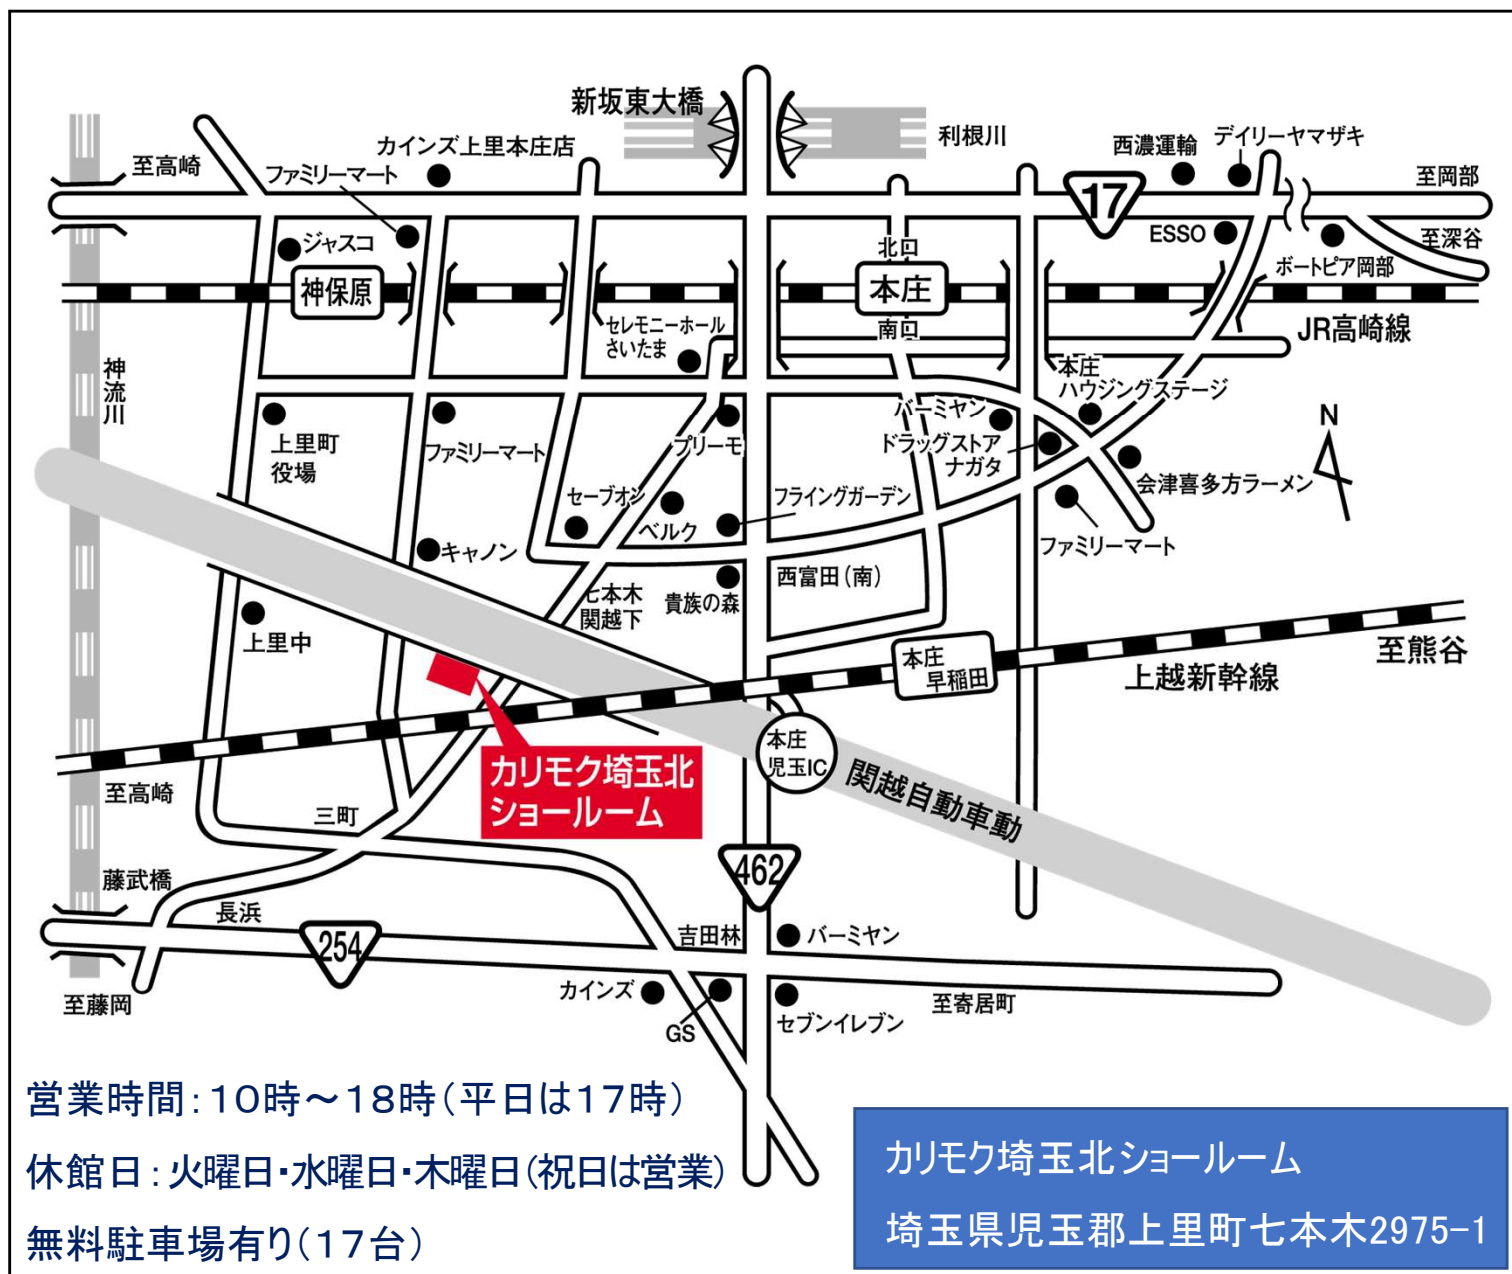 新坂東大橋
利根川
カインズ上里本庄店
西濃運輸
デイリーヤマザキ
至高崎
ファミリーマート
至岡部
17
ジャスコ
北口
ESSO
至深谷
ボートピア岡部
神保原
本庄
南口
JR高崎線
セレモニーホール
さいたま
神流川
本庄
ハウジングステージ
バーミヤン
N
上里町
役場
ファミリーマート
プリーモ
ドラッグストア
ナガタ
会津喜多方ラーメン
セーブオン
ベルク
フライングガーデン
キャノン
ファミリーマート
七本木
関越下
貴族の森
西富田(南)
上里中
本庄
早稲田
上越新幹線
至熊谷
本庄
児玉IC
カリモク埼玉北
ショールーム
関越自動車動
至高崎
三町
462
藤武橋
長浜
254
吉田林
バーミヤン
至藤岡
カインズ
GS
セブンイレブン
至寄居町
営業時間:10時～18時(平日は17時)
休館日:火曜日・水曜日・木曜日(祝日は営業)
無料駐車場有り(17台)
カリモク埼玉北ショールーム
埼玉県児玉郡上里町七本木2975-1